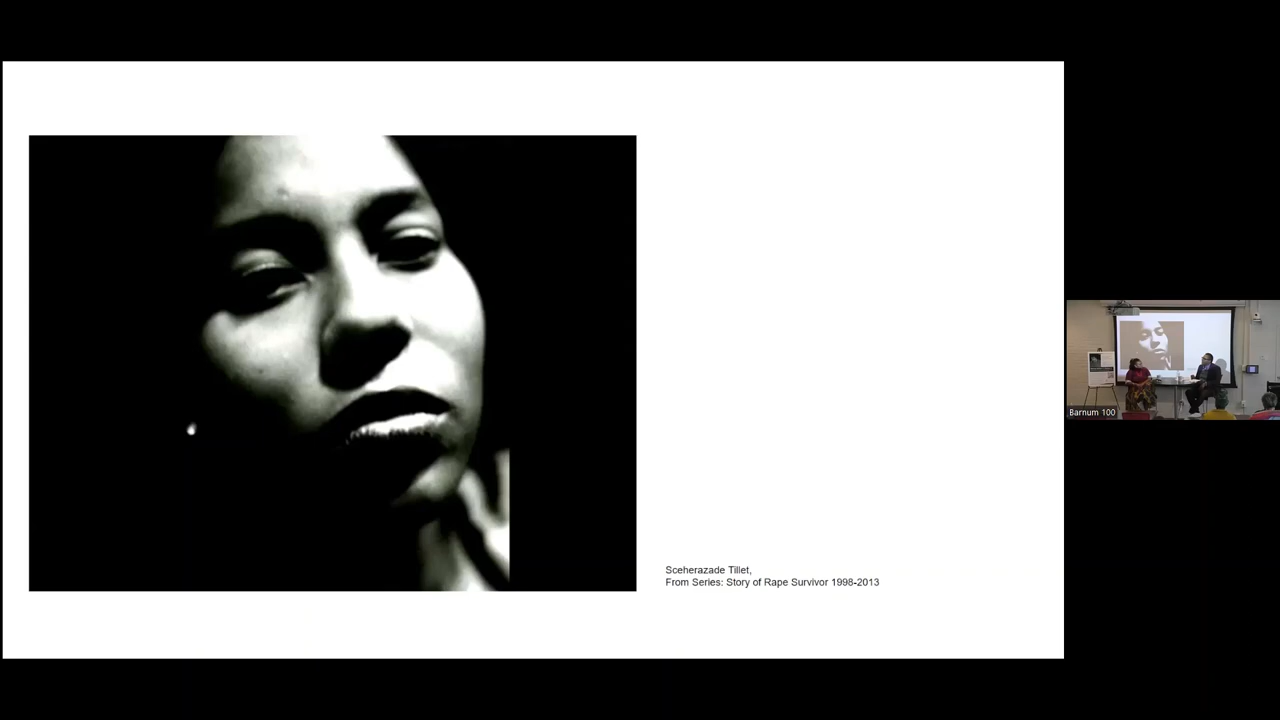 Sceherazade Tillet,
From Series: Story of Rape Survivor 1998-2013
Barnum 100